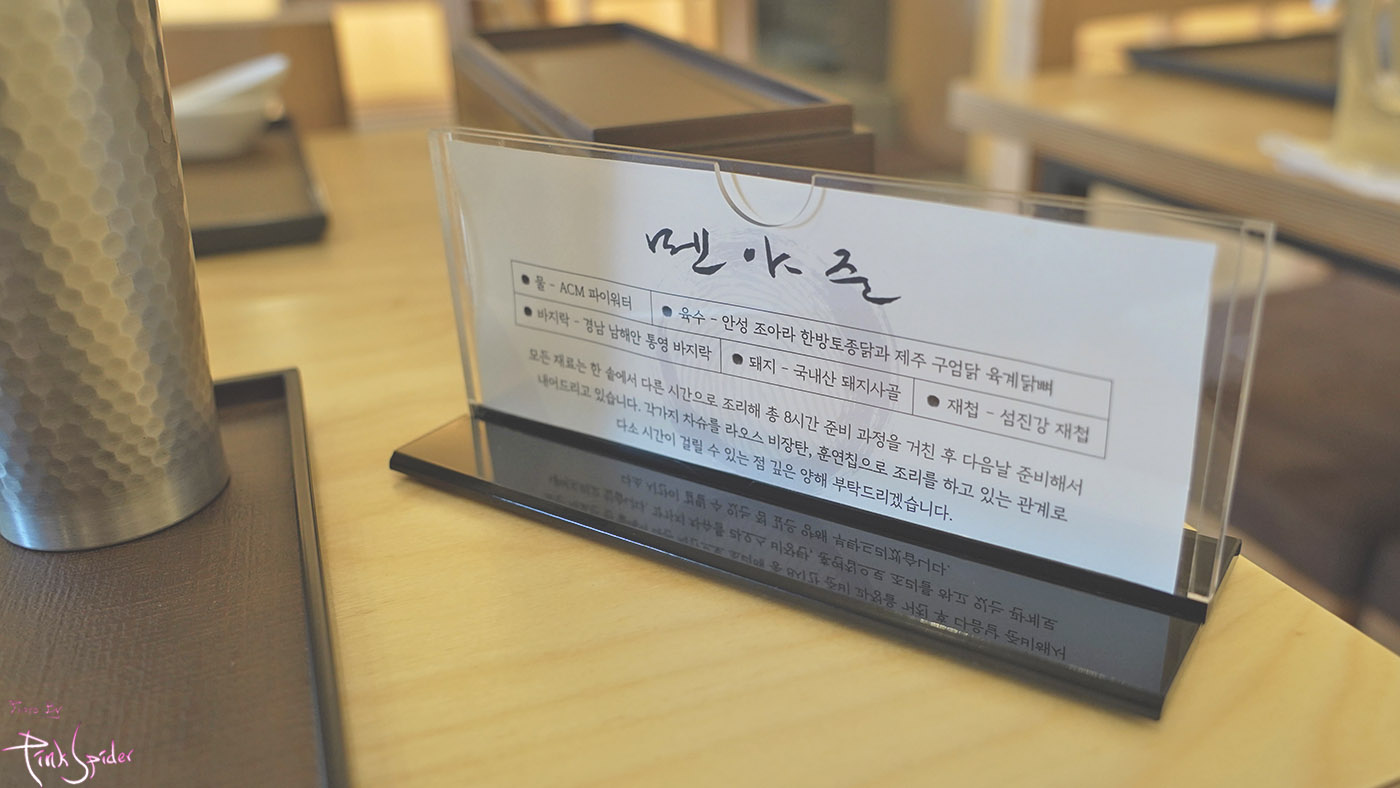 멘야준
● 물 - ACM 파이워터 ● 육수 - 안성 조아라 한방토종닭과 제주 구엄닭 육계닭뼈
● 바지락 - 경남 남해안 통영 바지락 ● 돼지 - 국내산 돼지사골 ● 재첩 - 섬진강 재첩
모든 재료는 한 솥에서 다른 시간으로 조리해 총 8시간 준비 과정을 거친 후 다음날 준비해서
내어드리고 있습니다. 각가지 차슈를 라오스 비장탄, 훈연칩으로 조리를 하고 있는 관계로
다소 시간이 걸릴 수 있는 점 깊은 양해 부탁드리겠습니다.
Pink Spider